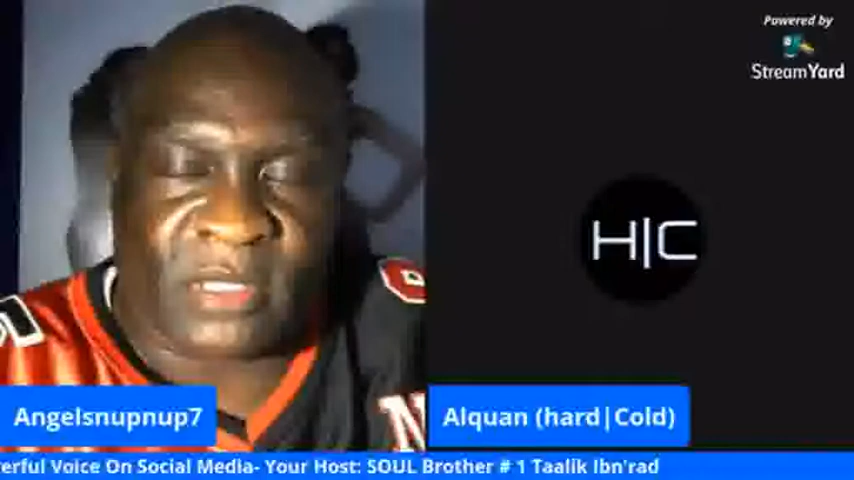 Powered by
StreamYard
H|C
N
Angelsnupnup7
Alquan (hard|Cold)
erful Voice On Social Media- Your Host: SOUL Brother # 1 Taalik Ibn'rad